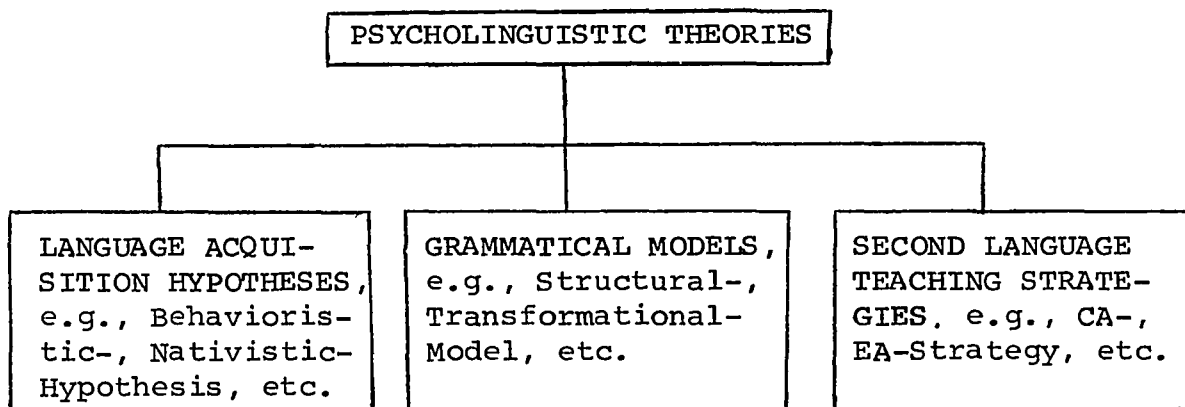 PSYCHOLINGUISTIC THEORIES
LANGUAGE ACQUI-
SITION HYPOTHESES,
e.g., Behavioris-
tic-, Nativistic-
Hypothesis, etc.
GRAMMATICAL MODELS,
e.g., Structural-,
Transformational-
Model, etc.
SECOND LANGUAGE
TEACHING STRATE-
GIES. e.g., CA-,
EA-Strategy, etc.